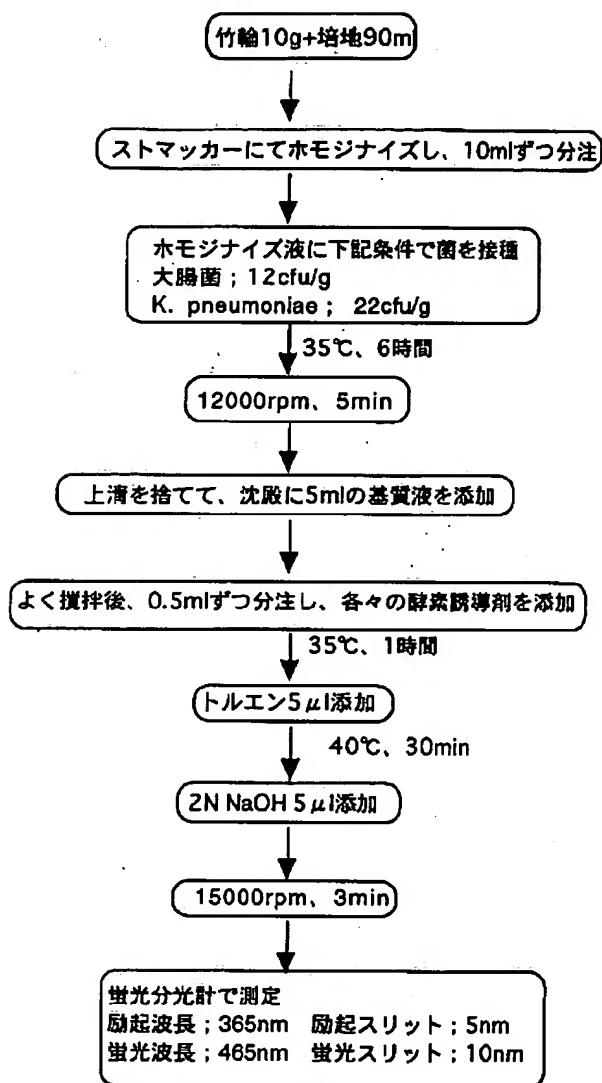 竹輪10g+培地90m
ストマッカーにてホモジナイズし、10mlずつ分注
ホモジナイズ液に下記条件で菌を接種
大腸菌；12cfu/g
K. pneumoniae； 22cfu/g
35℃、6時間
12000rpm、5min
上清を捨てて、沈殿に5mlの基質液を添加
よく攪拌後、0.5mlずつ分注し、各々の酵素誘導剤を添加
35℃、1時間
トルエン5μl添加
40℃、30min
2N NaOH 5μl添加
15000rpm、3min
蛍光分光計で測定
励起波長；365nm 励起スリット；5nm
蛍光波長；465nm 蛍光スリット；10nm